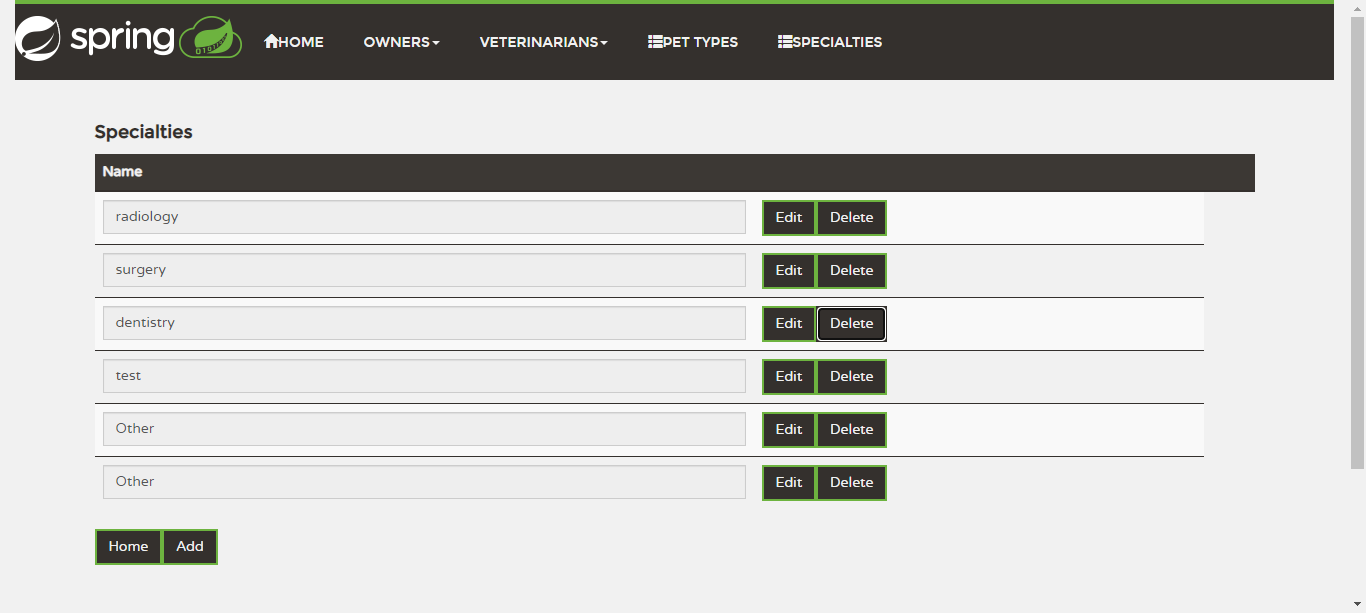 spring HOME OWNERS VETERINARIANS PET TYPES SPECIALTIES
Specialties
Name
radiology Edit Delete
surgery Edit Delete
dentistry Edit Delete
test Edit Delete
Other Edit Delete
Other Edit Delete
Home Add